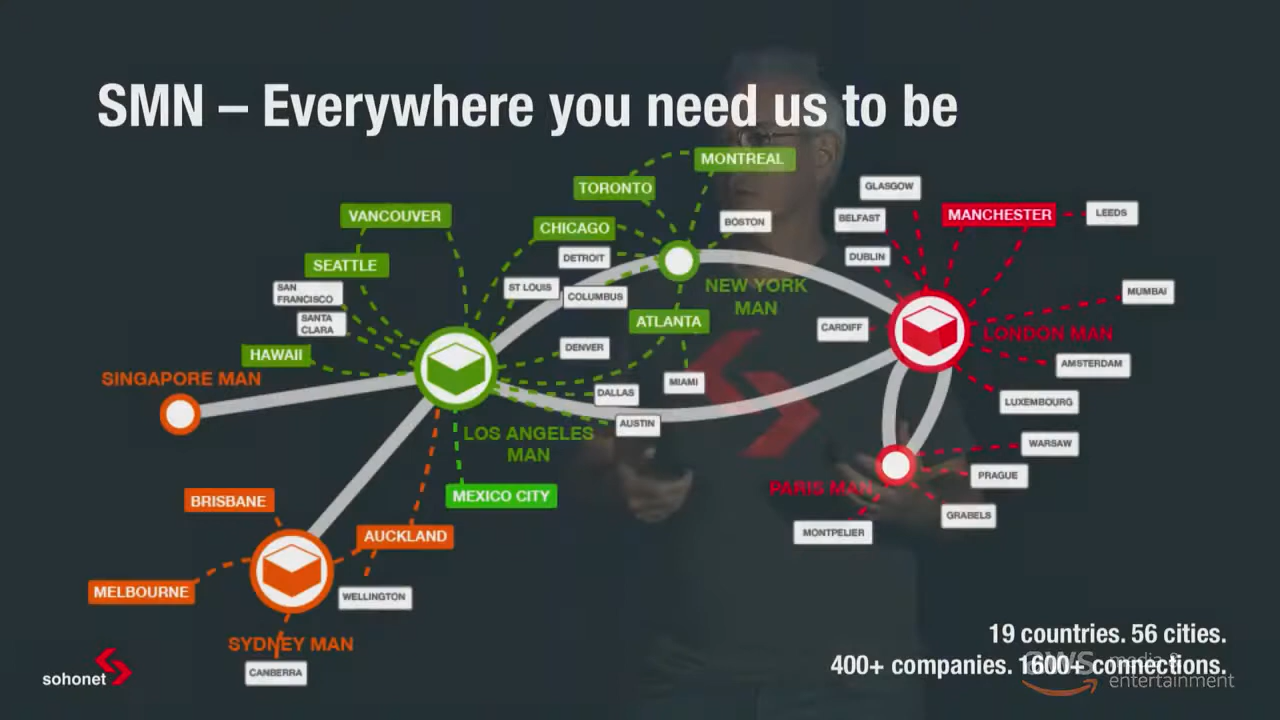 SMN – Everywhere you need us to be
MONTREAL
TORONTO
GLASGOW
VANCOUVER
CHICAGO
BOSTON
BELFAST
MANCHESTER
LEEDS
SEATTLE
DETROIT
DUBLIN
SAN
FRANCISCO
ST LOUIS
COLUMBUS
NEW YORK
MAN
MUMBAI
SANTA
CLARA
ATLANTA
CARDIFF
LONDON MAN
HAWAII
DENVER
AMSTERDAM
SINGAPORE MAN
MIAMI
DALLAS
LUXEMBOURG
AUSTIN
LOS ANGELES
MAN
WARSAW
PRAGUE
PARIS MAN
MEXICO CITY
BRISBANE
GRABELS
AUCKLAND
MONTPELIER
MELBOURNE
WELLINGTON
SYDNEY MAN
CANBERRA
19 countries. 56 cities.
400+ companies. 1600+ connections.
sohonet
aws media &
entertainment